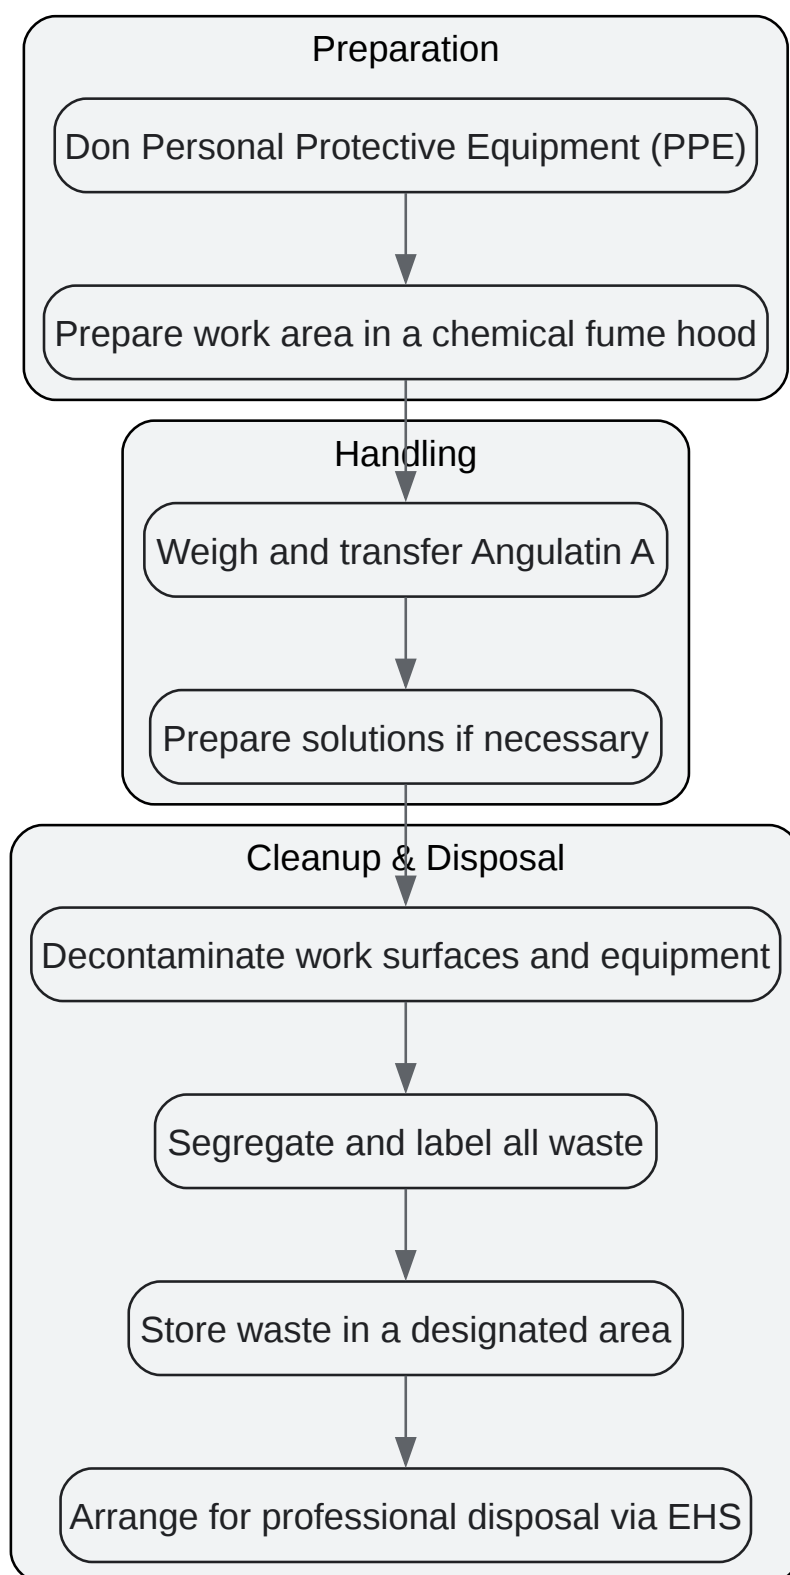 Preparation
Don Personal Protective Equipment (PPE)
Prepare work area in a chemical fume hood
Handling
Weigh and transfer Angulatin A
Prepare solutions if necessary
Cleanup & Disposal
Decontaminate work surfaces and equipment
Segregate and label all waste
Store waste in a designated area
Arrange for professional disposal via EHS